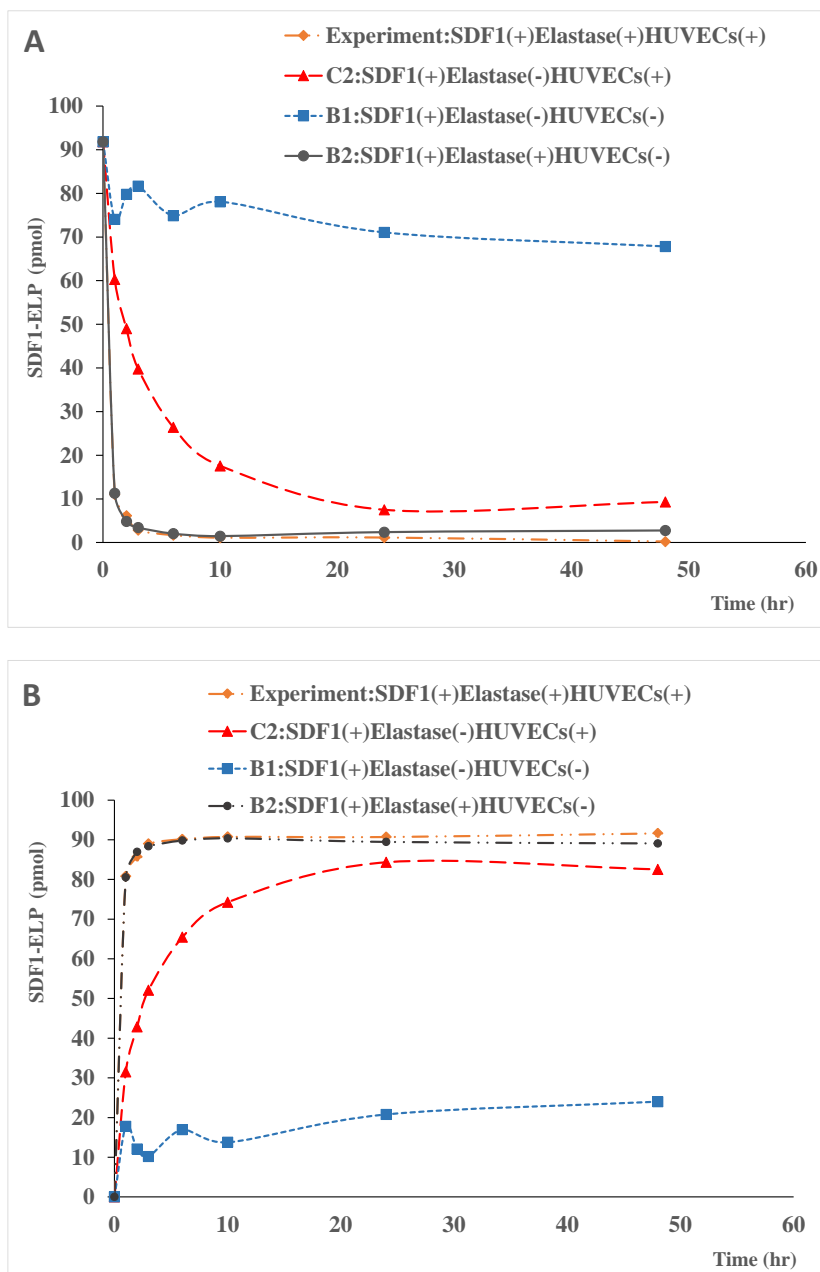 A
Experiment:SDF1(+)Elastase(+)HUVECs(+)
C2:SDF1(+)Elastase(-)HUVECs(+)
B1:SDF1(+)Elastase(-)HUVECs(-)
B2:SDF1(+)Elastase(+)HUVECs(-)
100
90
80
70
60
50
40
30
20
10
0
SDF1-ELP (pmol)
0 10 20 30 40 50 60
Time (hr)
B
Experiment:SDF1(+)Elastase(+)HUVECs(+)
C2:SDF1(+)Elastase(-)HUVECs(+)
B1:SDF1(+)Elastase(-)HUVECs(-)
B2:SDF1(+)Elastase(+)HUVECs(-)
100
90
80
70
60
50
40
30
20
10
0
SDF1-ELP (pmol)
0 10 20 30 40 50 60
Time (hr)